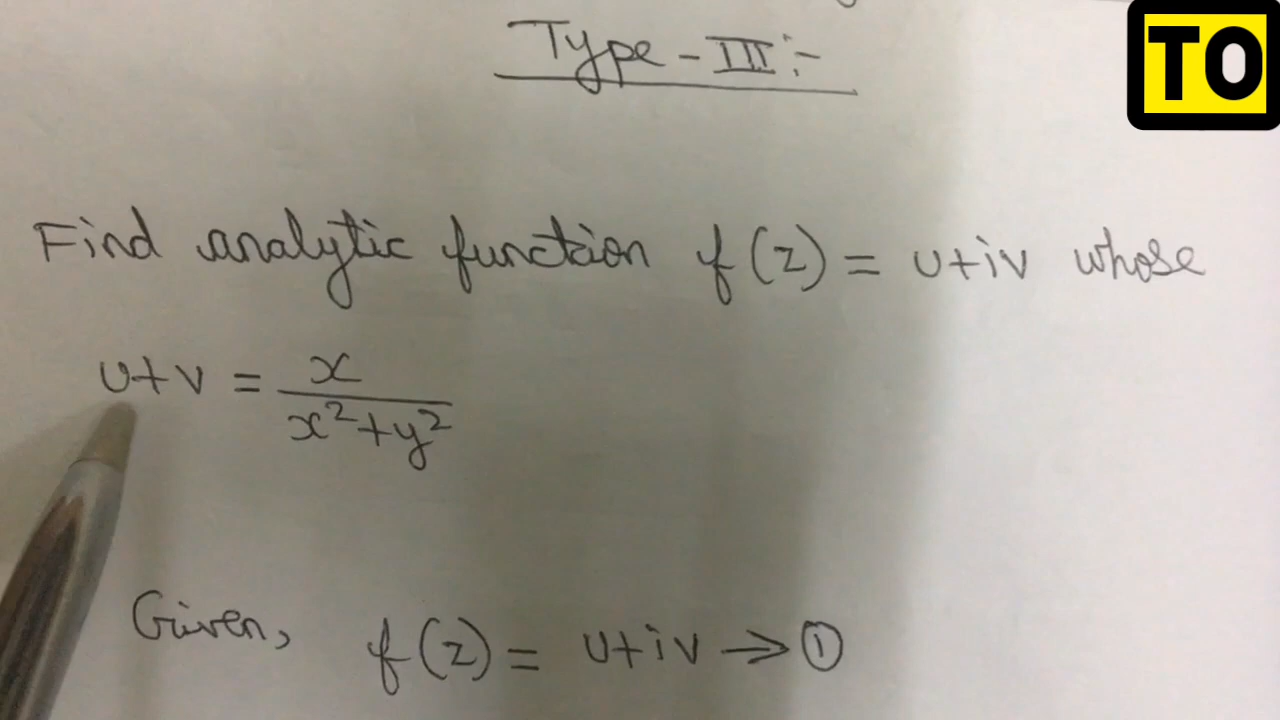 Type - III :-
TO
Find analytic function f(z) = u+iv whose
u+v = x / x²+y²
Given, f(z) = u+iv → ①